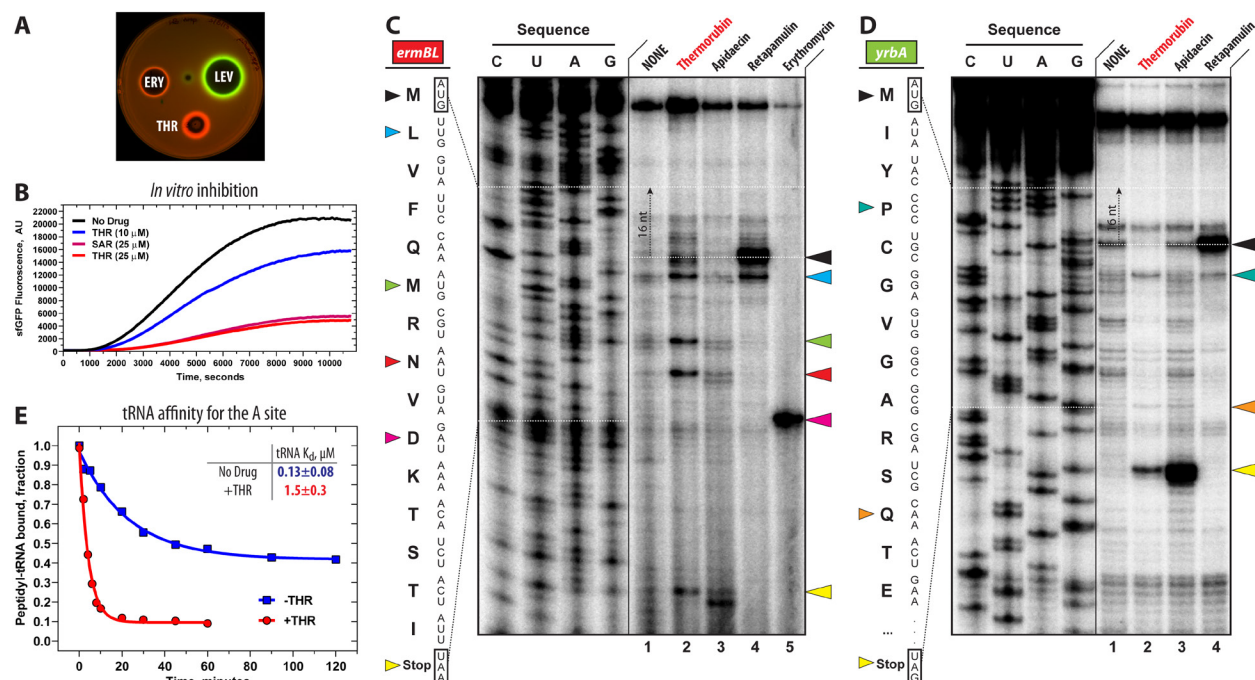 A
ERY
LEV
THR
B
In vitro inhibition
sfGFP Fluoroscence, AU
22000
20000
18000
16000
14000
12000
10000
8000
6000
4000
2000
0
No Drug
THR (10 μM)
SAR (25 μM)
THR (25 μM)
0 1000 2000 3000 4000 5000 6000 7000 8000 9000 10000
Time, seconds
E
tRNA affinity for the A site
Peptidyl-tRNA bound, fraction
1.0
0.9
0.8
0.7
0.6
0.5
0.4
0.3
0.2
0.1
0.0
tRNA Kd, μM
No Drug 0.13±0.08
+THR 1.5±0.3
-THR
+THR
0 20 40 60 80 100 120
Time, minutes
C
ermBL
Sequence
C U A G
NONE
Thermorubin
Apidaecin
Retapamulin
Erythromycin
M AUG
L UUG
V GUA
F UUC
Q CAA
M AUG
R CGU
N AAU
V GUA
D GAU
K AAA
T ACA
S UCU
T ACU
I AUU
Stop UAA
16 nt
1 2 3 4 5
D
yrbA
Sequence
C U A G
NONE
Thermorubin
Apidaecin
Retapamulin
M AUG
I AUA
Y UAC
P CCC
C UGC
G GGA
V GUG
G GGC
A GCG
R CGA
S UCG
Q CAA
T ACU
E GAA
...
Stop UAG
16 nt
1 2 3 4